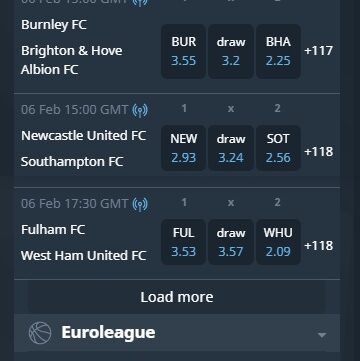 06 Feb 15:00 GMT 1 x 2
Burnley FC
Brighton & Hove
Albion FC
BUR draw BHA
3.55 3.2 2.25
+117
06 Feb 15:00 GMT 1 x 2
Newcastle United FC
Southampton FC
NEW draw SOT
2.93 3.24 2.56
+118
06 Feb 17:30 GMT 1 x 2
Fulham FC
West Ham United FC
FUL draw WHU
3.53 3.57 2.09
+118
Load more
Euroleague